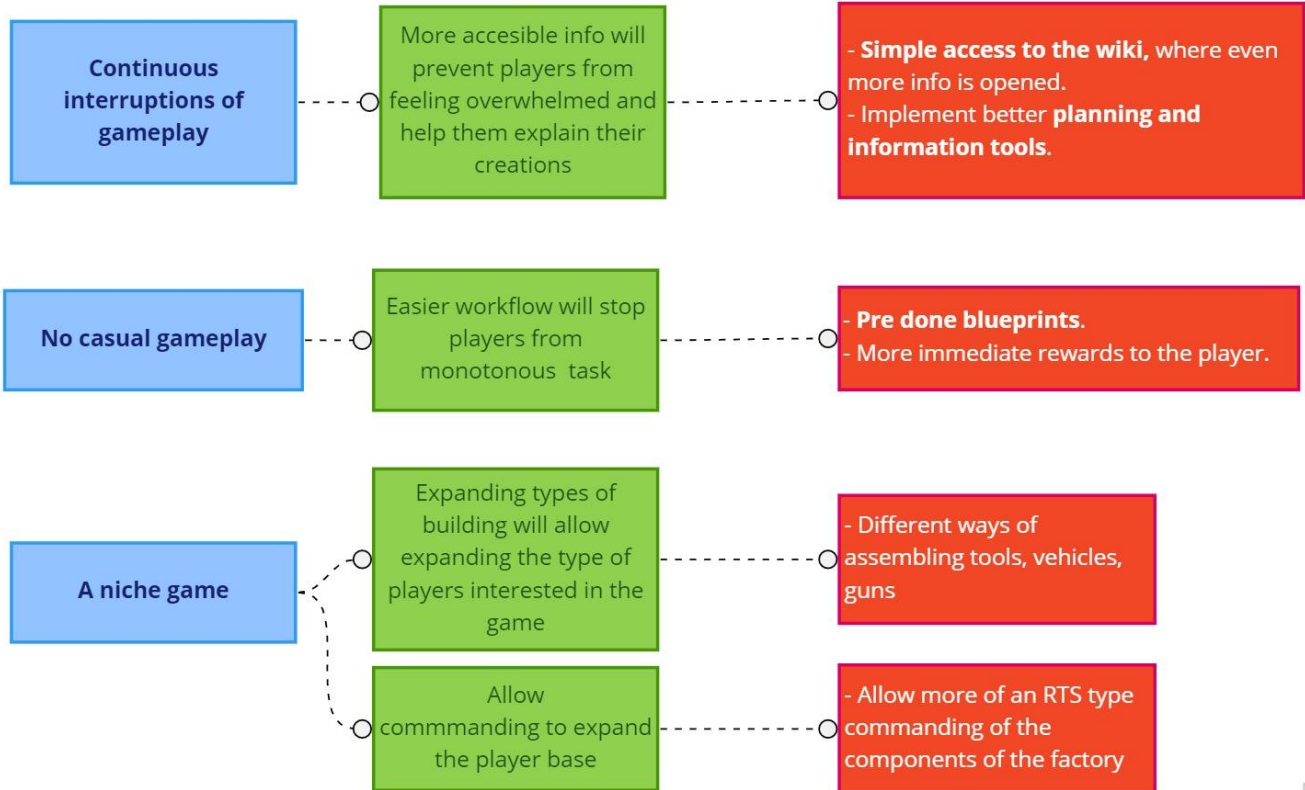 Continuous
interruptions of
gameplay
More accesible info will
prevent players from
feeling overwhelmed and
help them explain their
creations
- Simple access to the wiki, where even
more info is opened.
- Implement better planning and
information tools.
No casual gameplay
Easier workflow will stop
players from
monotonous task
- Pre done blueprints.
- More immediate rewards to the player.
A niche game
Expanding types of
building will allow
expanding the type of
players interested in the
game
- Different ways of
assembling tools, vehicles,
guns
Allow
commmanding to expand
the player base
- Allow more of an RTS type
commanding of the
components of the factory